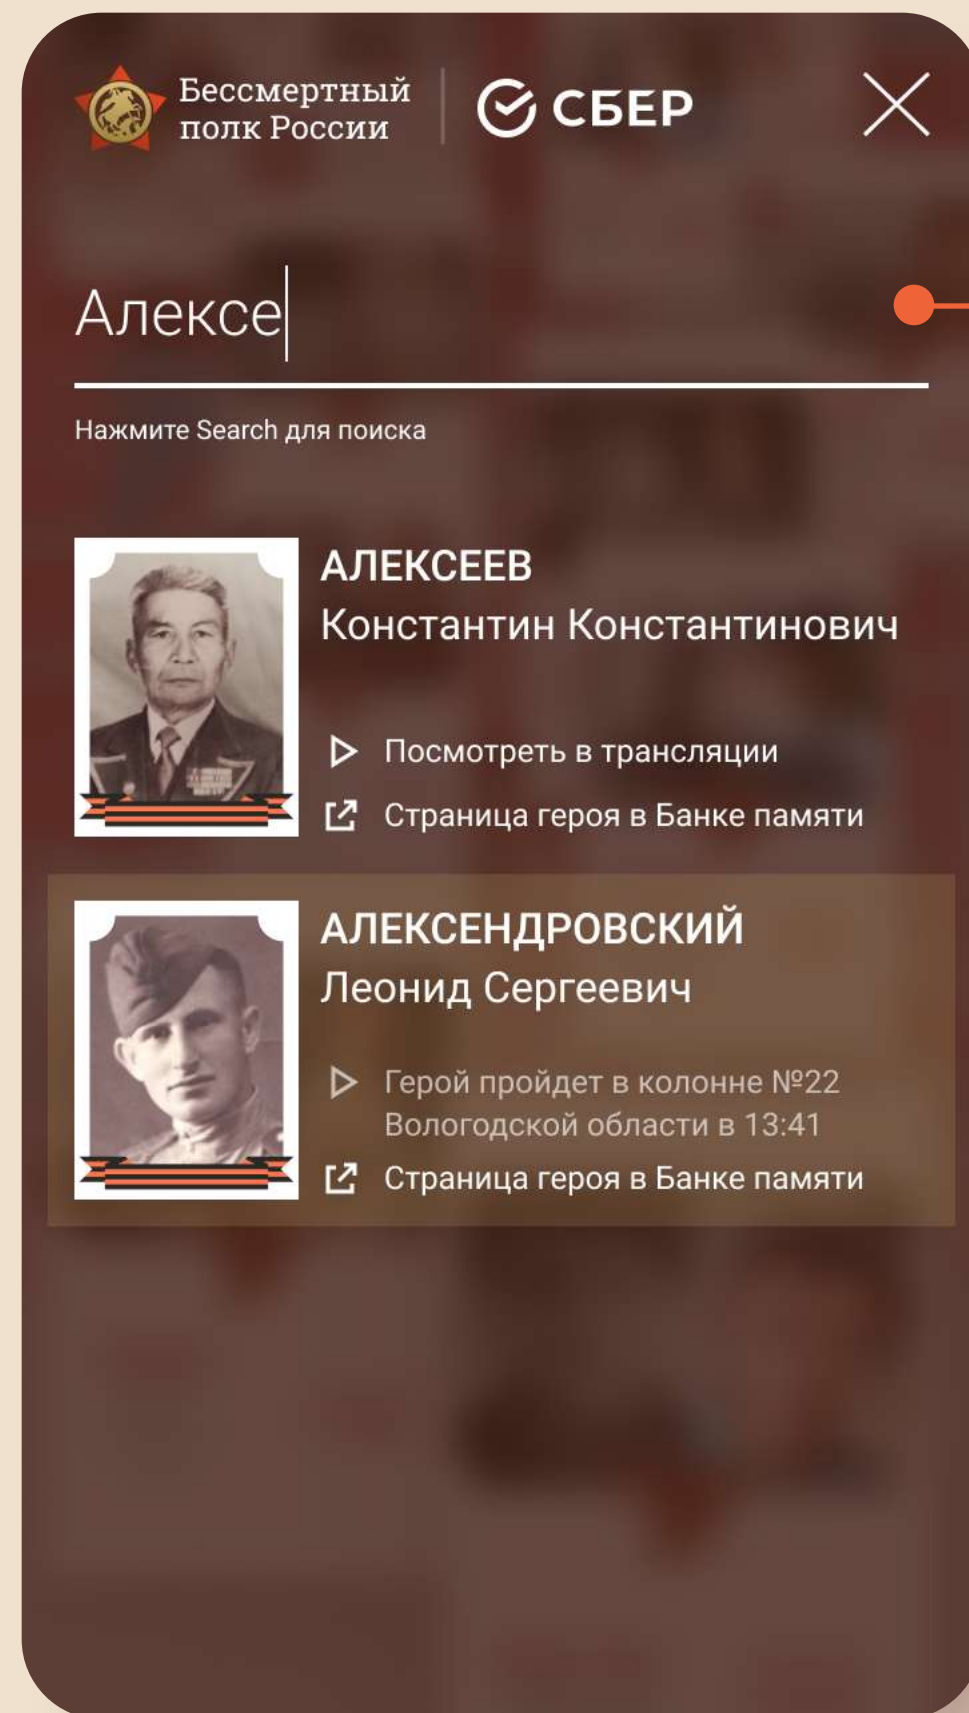 Бессмертный
полк России
СБЕР
Алексе
Нажмите Search для поиска
АЛЕКСЕЕВ
Константин Константинович
Посмотреть в трансляции
Страница героя в Банке памяти
АЛЕКСЕНДРОВСКИЙ
Леонид Сергеевич
Герой пройдет в колонне №22
Вологодской области в 13:41
Страница героя в Банке памяти